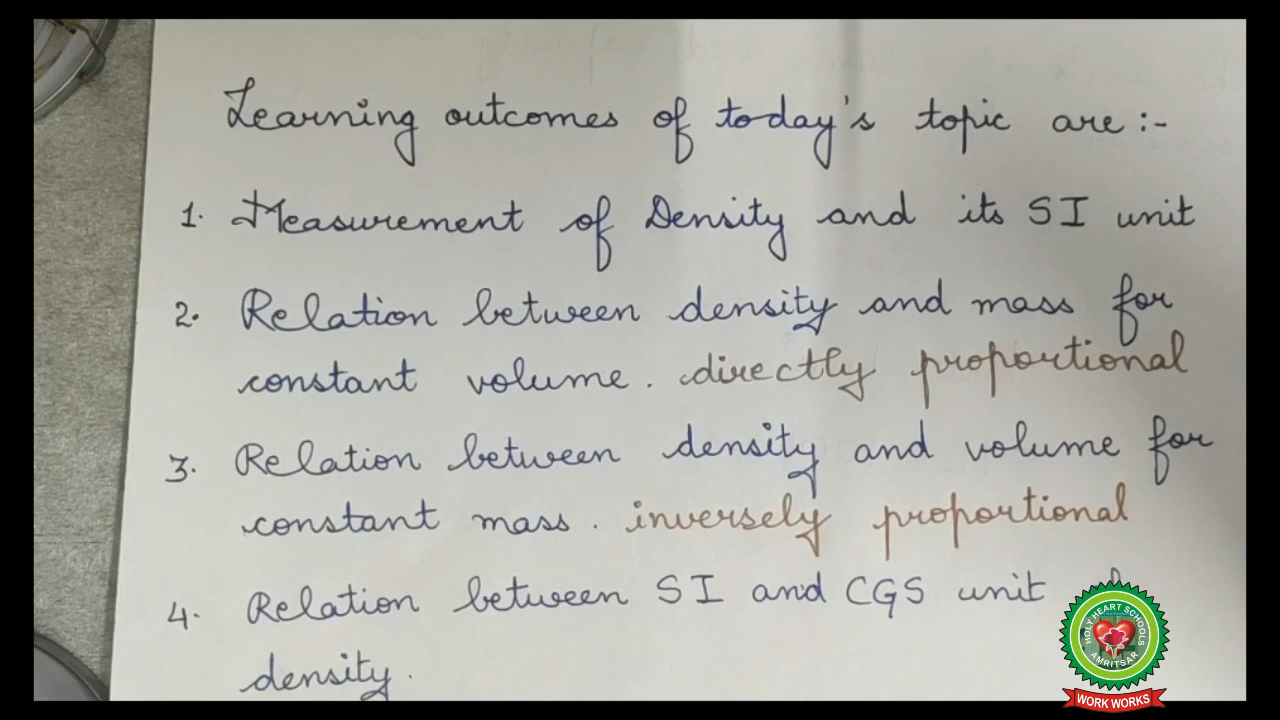 Learning outcomes of today's topic are :-
1. Measurement of Density and its SI unit
2. Relation between density and mass for
constant volume. directly proportional
3. Relation between density and volume for
constant mass. inversely proportional
4. Relation between SI and CGS unit
density.
HOLY HEART SCHOOLS
AMRITSAR
WORK WORKS